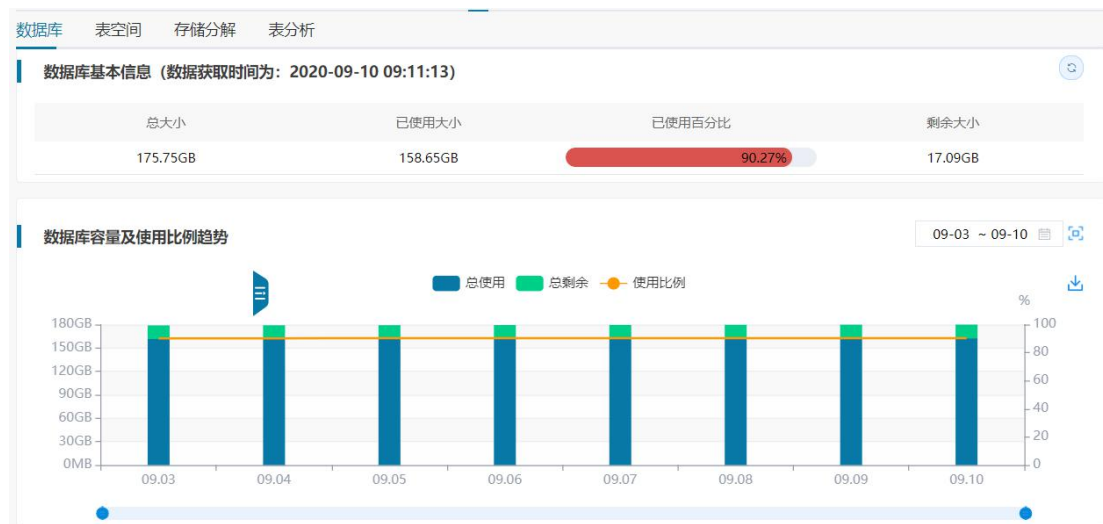 数据库 表空间 存储分解 表分析
数据库基本信息（数据获取时间为：2020-09-10 09:11:13）
总大小 已使用大小 已使用百分比 剩余大小
175.75GB 158.65GB 90.27% 17.09GB
数据库容量及使用比例趋势 09-03 ~ 09-10
总使用 总剩余 使用比例
%
180GB 100
150GB
80
120GB
60
90GB
40
60GB
20
30GB
0MB 0
09.03 09.04 09.05 09.06 09.07 09.08 09.09 09.10